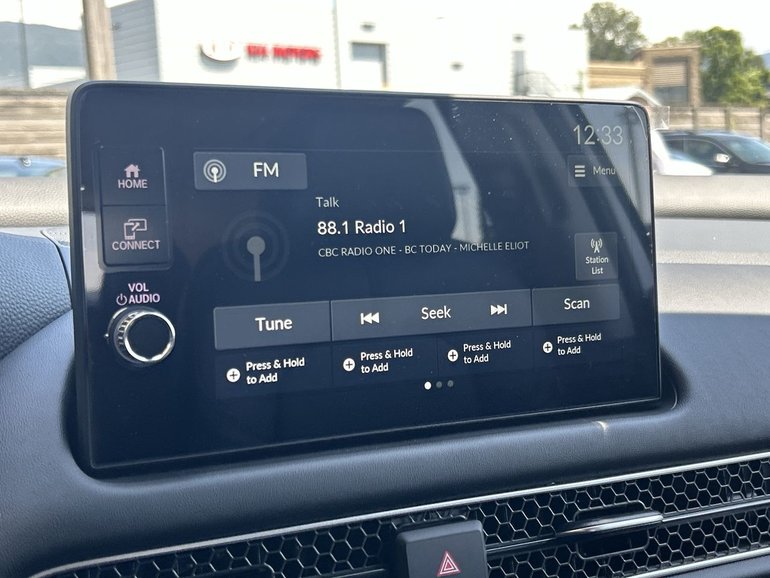 KIA MOTORS
12:33
HOME
FM
Menu
Talk
88.1 Radio 1
CBC RADIO ONE - BC TODAY - MICHELLE ELIOT
CONNECT
Station
List
VOL
AUDIO
Tune
Seek
Scan
Press & Hold
to Add
Press & Hold
to Add
Press & Hold
to Add
Press & Hold
to Add